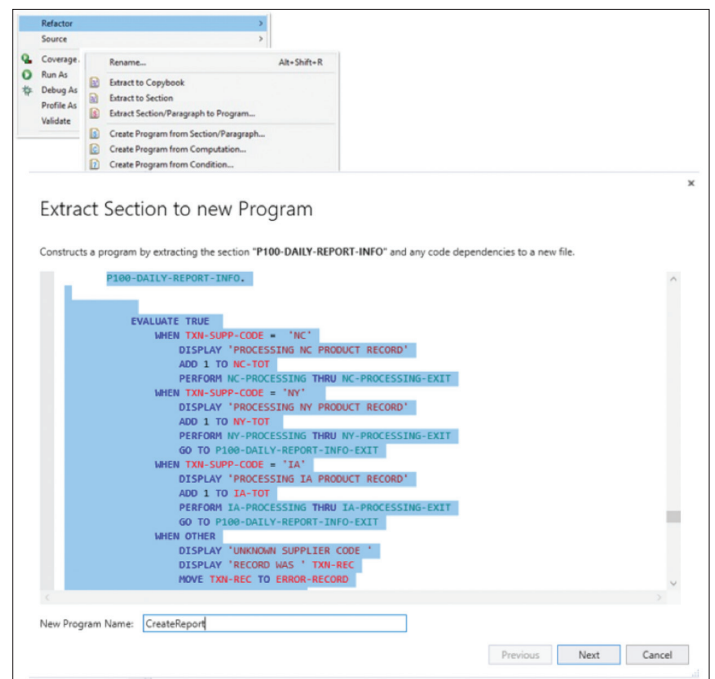 Refactor >
Source >
Coverage
Run As
Debug As
Profile As
Validate
Rename... Alt+Shift+R
Extract to Copybook
Extract to Section
Extract Section/Paragraph to Program...
Create Program from Section/Paragraph...
Create Program from Computation...
Create Program from Condition...
Extract Section to new Program
Constructs a program by extracting the section "P100-DAILY-REPORT-INFO" and any code dependencies to a new file.
P100-DAILY-REPORT-INFO.
EVALUATE TRUE
WHEN TXN-SUPP-CODE = 'NC'
DISPLAY 'PROCESSING NC PRODUCT RECORD'
ADD 1 TO NC-TOT
PERFORM NC-PROCESSING THRU NC-PROCESSING-EXIT
WHEN TXN-SUPP-CODE = 'NY'
DISPLAY 'PROCESSING NY PRODUCT RECORD'
ADD 1 TO NY-TOT
PERFORM NY-PROCESSING THRU NY-PROCESSING-EXIT
GO TO P100-DAILY-REPORT-INFO-EXIT
WHEN TXN-SUPP-CODE = 'IA'
DISPLAY 'PROCESSING IA PRODUCT RECORD'
ADD 1 TO IA-TOT
PERFORM IA-PROCESSING THRU IA-PROCESSING-EXIT
GO TO P100-DAILY-REPORT-INFO-EXIT
WHEN OTHER
DISPLAY 'UNKNOWN SUPPLIER CODE '
DISPLAY 'RECORD WAS ' TXN-REC
MOVE TXN-REC TO ERROR-RECORD
New Program Name: CreateReport
Previous Next Cancel